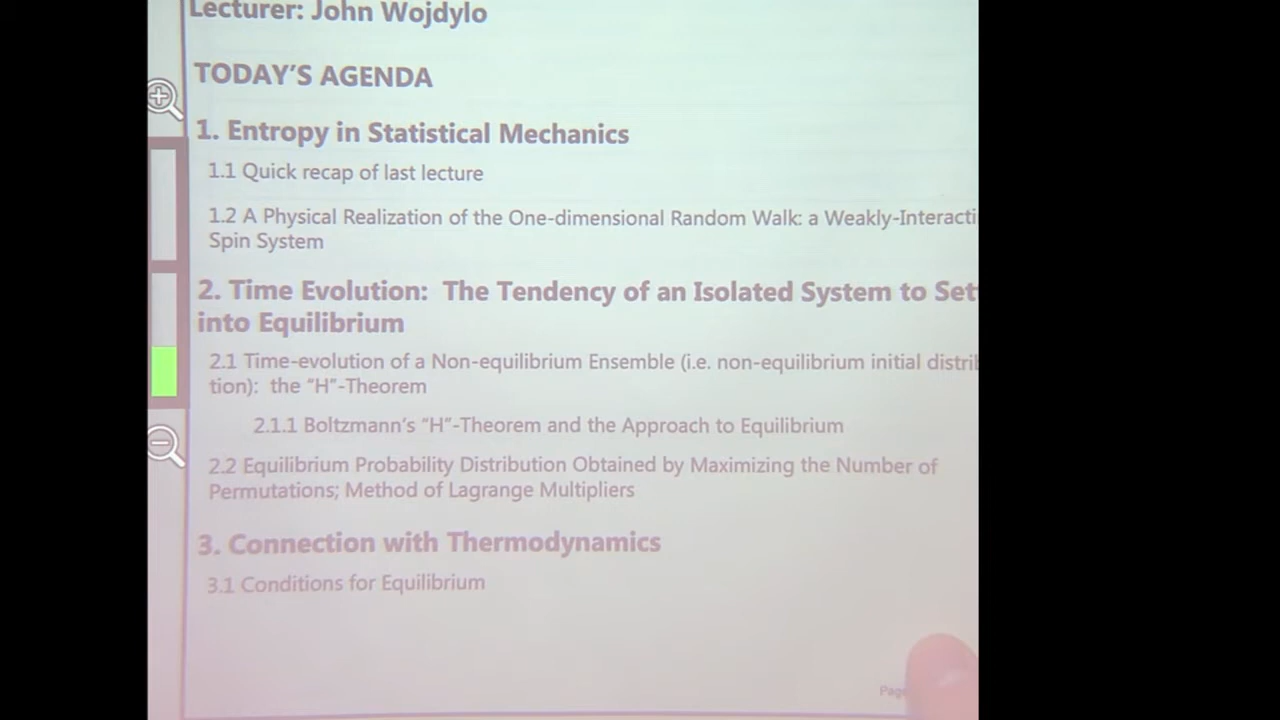 Lecturer: John Wojdylo
TODAY'S AGENDA
1. Entropy in Statistical Mechanics
1.1 Quick recap of last lecture
1.2 A Physical Realization of the One-dimensional Random Walk: a Weakly-Interacti
Spin System
2. Time Evolution: The Tendency of an Isolated System to Set
into Equilibrium
2.1 Time-evolution of a Non-equilibrium Ensemble (i.e. non-equilibrium initial distrib
tion): the "H"-Theorem
2.1.1 Boltzmann's "H"-Theorem and the Approach to Equilibrium
2.2 Equilibrium Probability Distribution Obtained by Maximizing the Number of
Permutations; Method of Lagrange Multipliers
3. Connection with Thermodynamics
3.1 Conditions for Equilibrium
Page